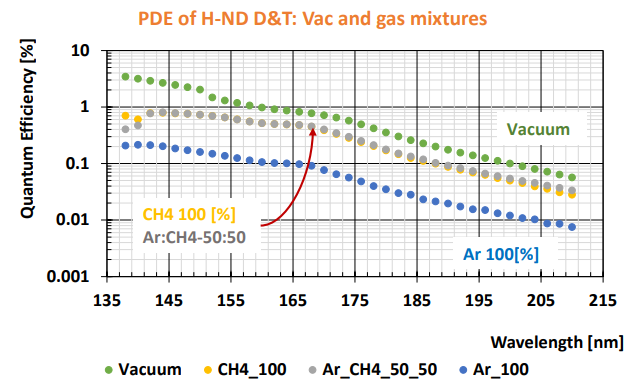 PDE of H-ND D&T: Vac and gas mixtures
Quantum Efficiency [%]
10
1
0.1
0.01
0.001
Vacuum
CH4 100 [%]
Ar:CH4-50:50
Ar 100[%]
135 145 155 165 175 185 195 205 215
Wavelength [nm]
Vacuum CH4_100 Ar_CH4_50_50 Ar_100